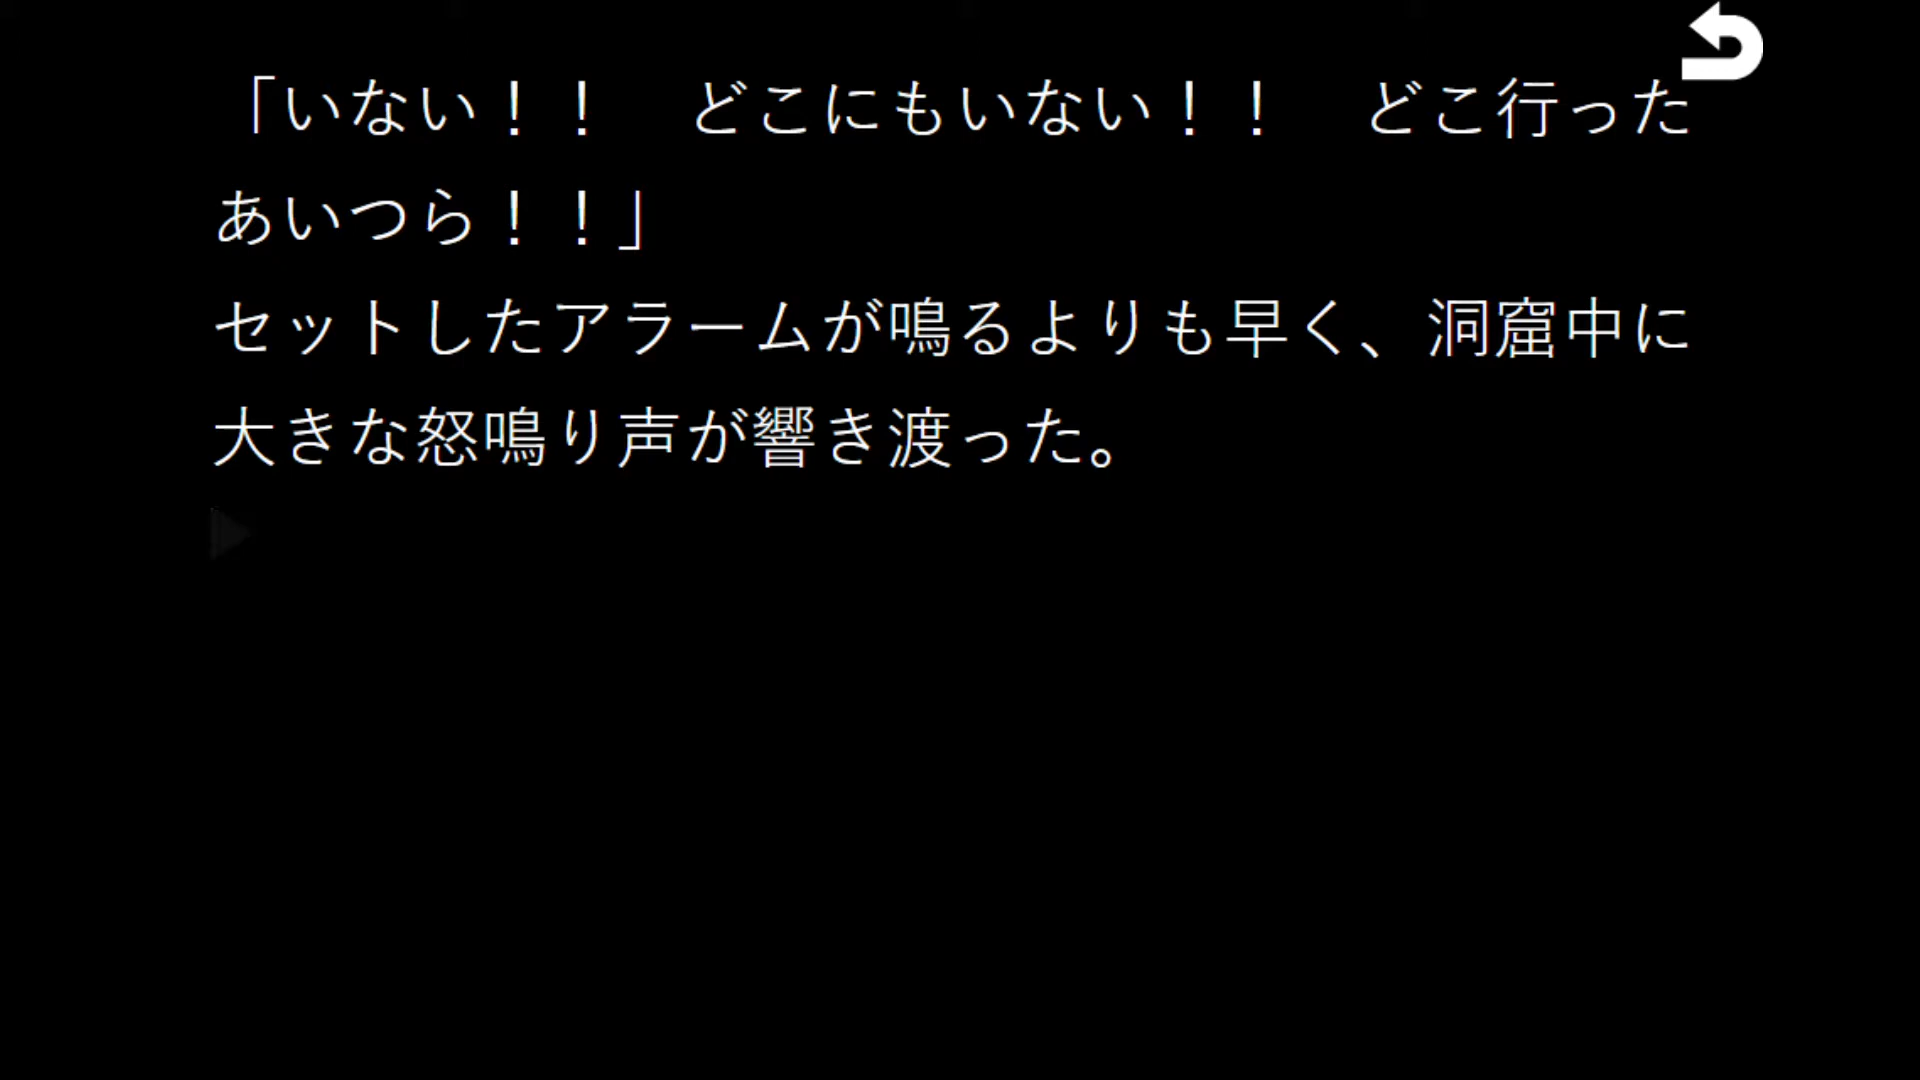 「いない！！　どこにもいない！！　どこ行った
あいつら！！」
セットしたアラームが鳴るよりも早く、洞窟中に
大きな怒鳴り声が響き渡った。